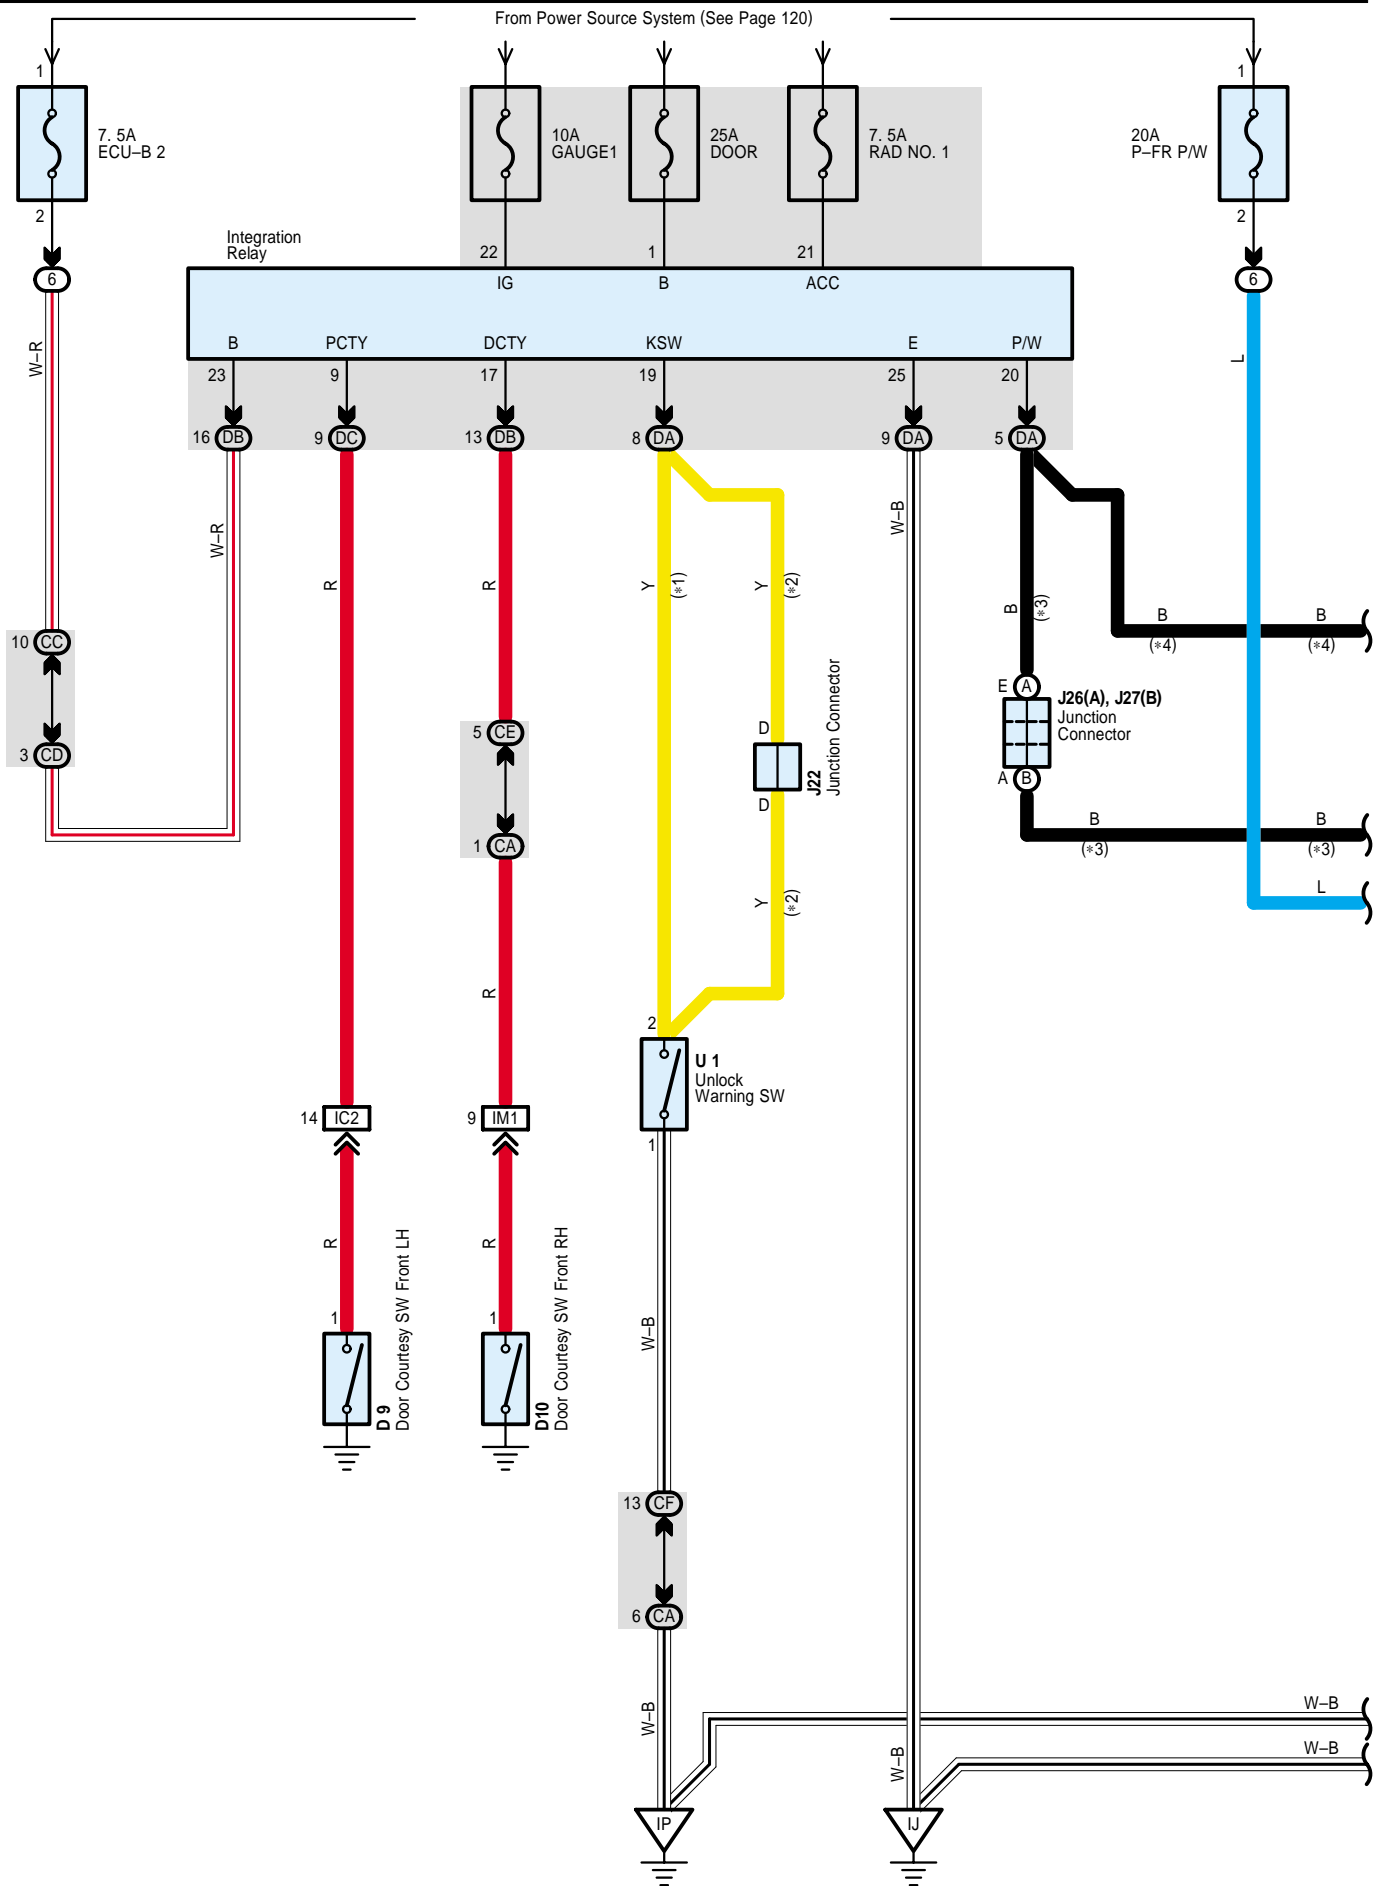 From Power Source System (See Page 120)
1
7. 5A
ECU–B 2
2
6
10A
GAUGE1
25A
DOOR
7. 5A
RAD NO. 1
1
20A
P–FR P/W
2
6
Integration
Relay
22
1
21
IG
B
ACC
B
PCTY
DCTY
KSW
E
P/W
23
9
17
19
25
20
16 DB
9 DC
13 DB
8 DA
9 DA
5 DA
W–R
W–R
R
R
Y
(*1)
Y
(*2)
W–B
B
(*3)
L
B
(*4)
B
(*4)
10 CC
3 CD
5 CE
1 CA
D
D
J22
Junction Connector
E A
J26(A), J27(B)
Junction
Connector
A B
B
(*3)
B
(*3)
L
Y
(*2)
R
2
U 1
Unlock
Warning SW
1
14 IC2
9 IM1
R
R
1
1
D 9
Door Courtesy SW Front LH
D10
Door Courtesy SW Front RH
W–B
13 CF
6 CA
W–B
W–B
W–B
W–B
IP
IJ